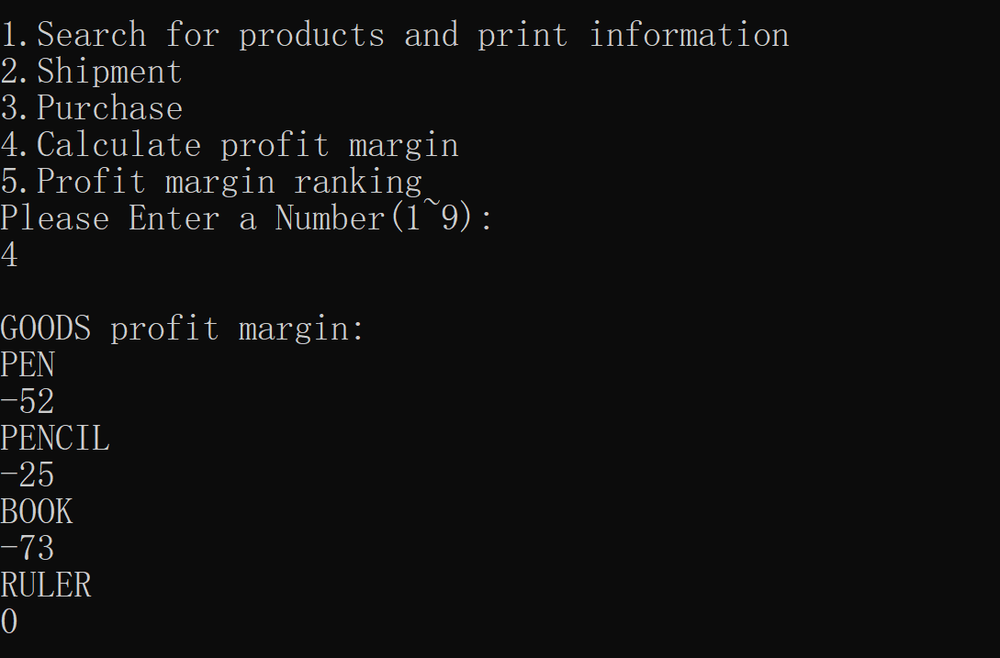 1.Search for products and print information
2.Shipment
3.Purchase
4.Calculate profit margin
5.Profit margin ranking
Please Enter a Number(1~9):
4
GOODS profit margin:
PEN
-52
PENCIL
-25
BOOK
-73
RULER
0